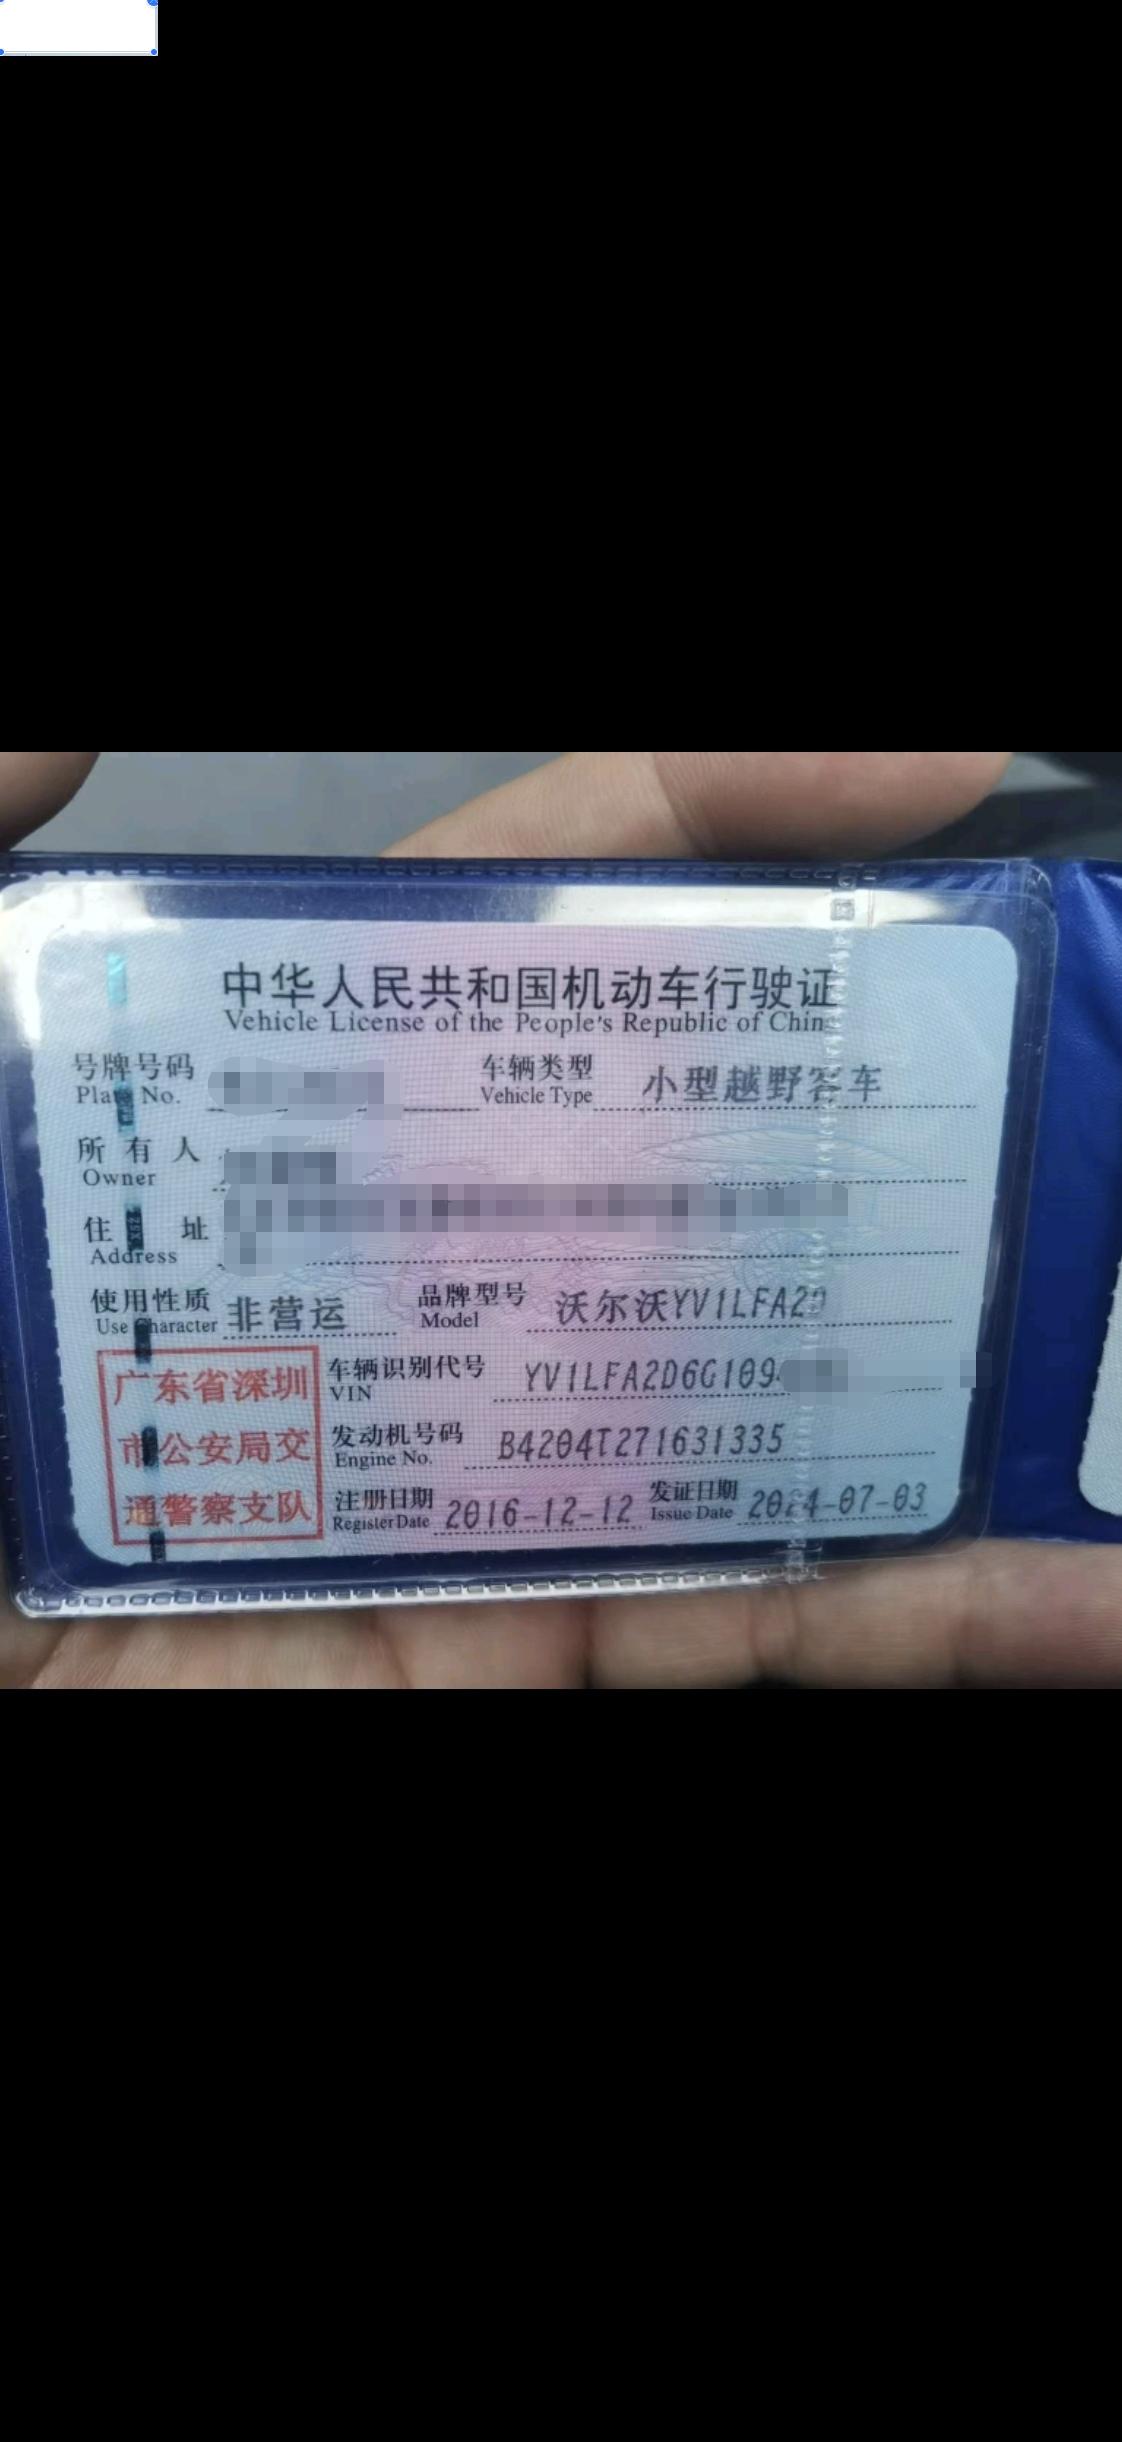 中华人民共和国机动车行驶证
Vehicle License of the People's Republic of Chin
号牌号码
Plate No.
车辆类型 小型越野客车
Vehicle Type
所有人
Owner
住址
Address
使用性质 非营运
Use Character
品牌型号 沃尔沃YV1LFA2
Model
广东省深圳
市公安局交
通警察支队
车辆识别代号 YV1LFA2D6G109
VIN
发动机号码 B4204T271631335
Engine No.
注册日期 2016-12-12
Register Date
发证日期 2024-07-03
Issue Date